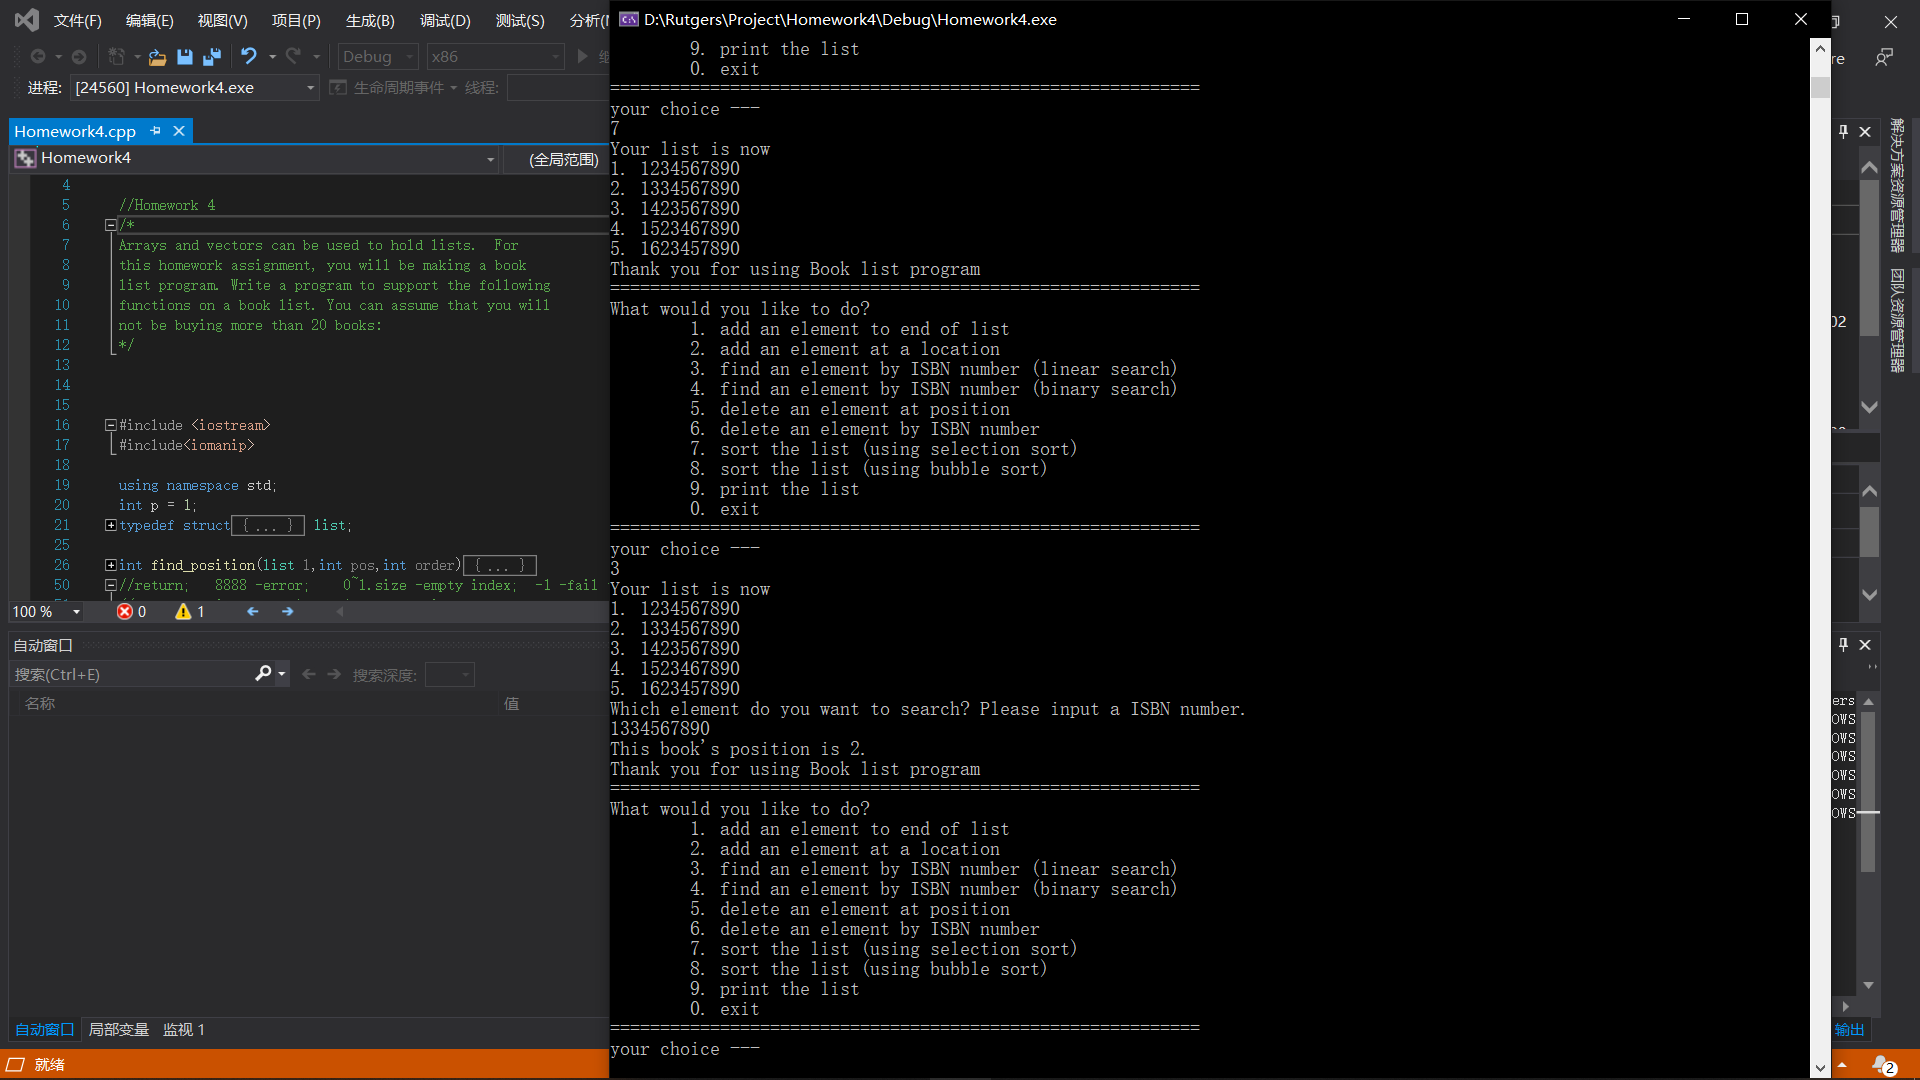 文件(F) 编辑(E) 视图(V) 项目(P) 生成(B) 调试(D) 测试(S) 分析(N
Debug x86
进程: [24560] Homework4.exe 生命周期事件 线程:
Homework4.cpp
Homework4 (全局范围)
4
5 //Homework 4
6 /*
7 Arrays and vectors can be used to hold lists. For
8 this homework assignment, you will be making a book
9 list program. Write a program to support the following
10 functions on a book list. You can assume that you will
11 not be buying more than 20 books:
12 */
13
14
15
16 #include <iostream>
17 #include<iomanip>
18
19 using namespace std;
20 int p = 1;
21 typedef struct{ ... } list;
25
26 int find_position(list l,int pos,int order){ ... }
50 //return; 8888 -error; 0~l.size -empty index; -1 -fail
100 % 0 1
自动窗口
搜索(Ctrl+E) 搜索深度:
名称 值
自动窗口 局部变量 监视 1
就绪
D:\Rutgers\Project\Homework4\Debug\Homework4.exe
9. print the list
0. exit
===========================================================
your choice ---
7
Your list is now
1. 1234567890
2. 1334567890
3. 1423567890
4. 1523467890
5. 1623457890
Thank you for using Book list program
===========================================================
What would you like to do?
1. add an element to end of list
2. add an element at a location
3. find an element by ISBN number (linear search)
4. find an element by ISBN number (binary search)
5. delete an element at position
6. delete an element by ISBN number
7. sort the list (using selection sort)
8. sort the list (using bubble sort)
9. print the list
0. exit
===========================================================
your choice ---
3
Your list is now
1. 1234567890
2. 1334567890
3. 1423567890
4. 1523467890
5. 1623457890
Which element do you want to search? Please input a ISBN number.
1334567890
This book's position is 2.
Thank you for using Book list program
===========================================================
What would you like to do?
1. add an element to end of list
2. add an element at a location
3. find an element by ISBN number (linear search)
4. find an element by ISBN number (binary search)
5. delete an element at position
6. delete an element by ISBN number
7. sort the list (using selection sort)
8. sort the list (using bubble sort)
9. print the list
0. exit
===========================================================
your choice ---
re
解决方案资源管理器
团队资源管理器
02
ers
OWS
OWS
OWS
OWS
OWS
OWS
输出
2